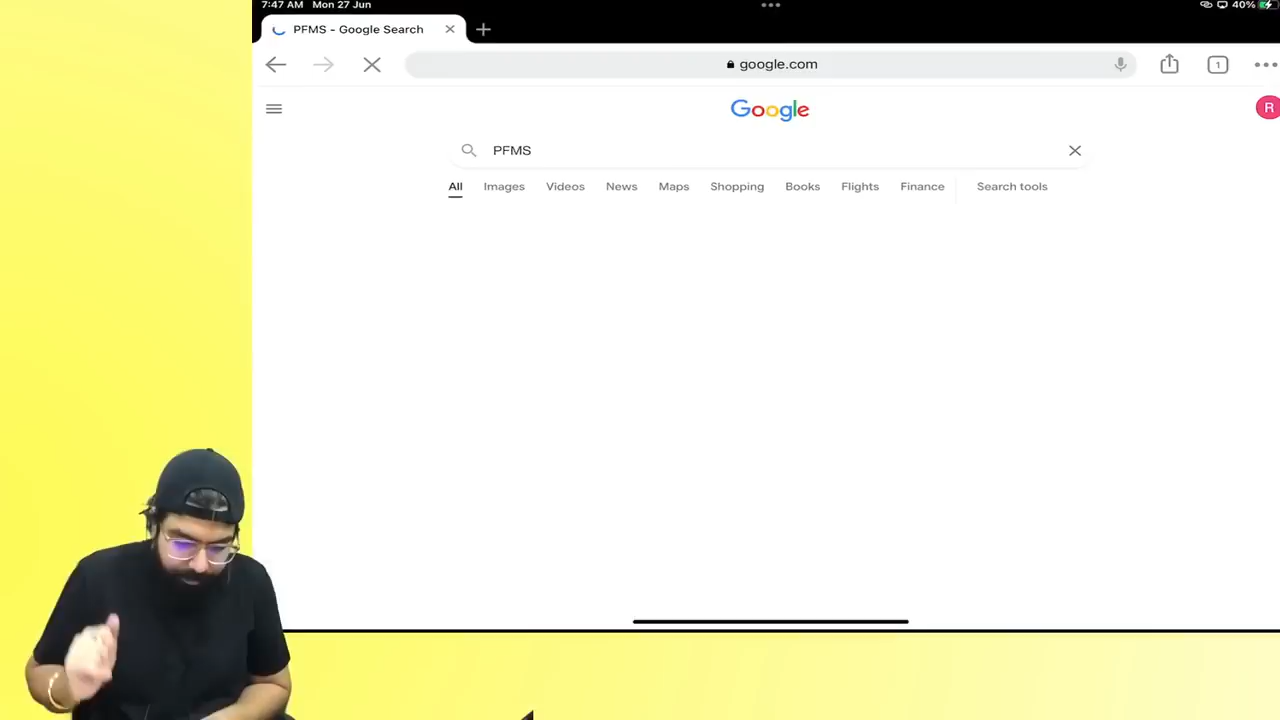 7:47 AM Mon 27 Jun
40%
PFMS - Google Search
google.com
1
Google
R
PFMS
All Images Videos News Maps Shopping Books Flights Finance Search tools